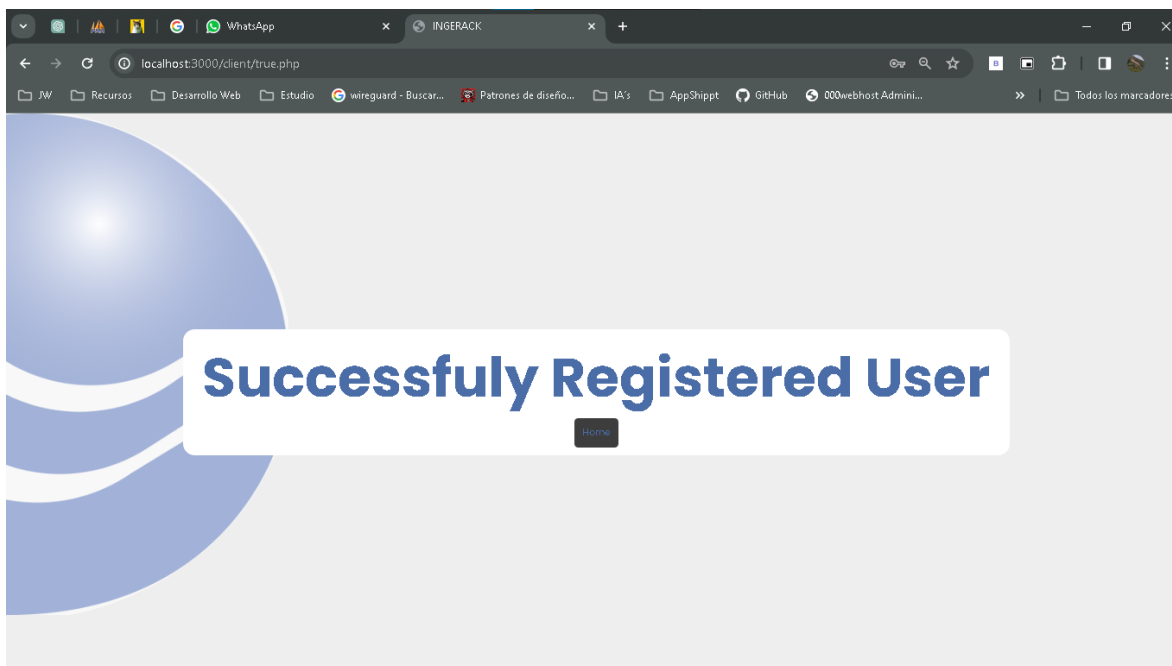 WhatsApp
INGERACK
localhost:3000/client/true.php
JW
Recursos
Desarrollo Web
Estudio
wireguard - Buscar...
Patrones de diseño...
IA's
AppShippt
GitHub
000webhost Admini...
Todos los marcadores
Successfuly Registered User
Home